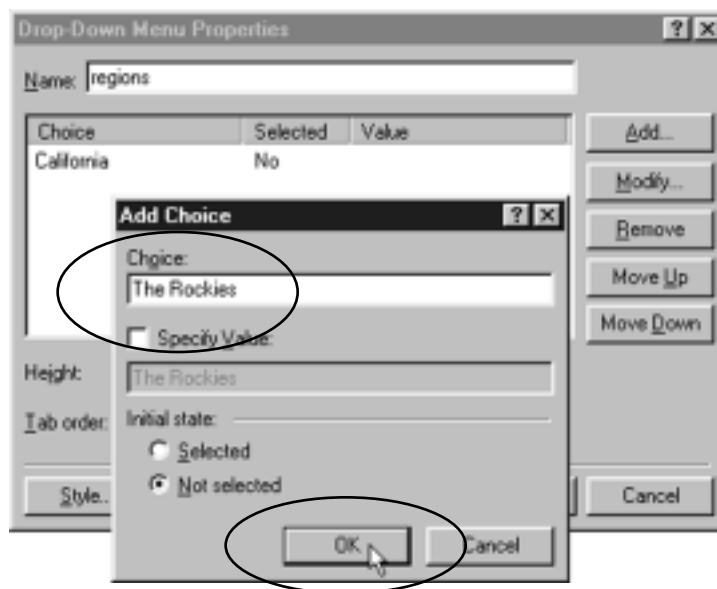 Drop-Down Menu Properties
Name: regions
Choice Selected Value
California No
Add...
Modify...
Remove
Move Up
Move Down
Add Choice
Choice:
The Rockies
Specify Value:
The Rockies
Height:
Tab order:
Initial state:
Selected
Not selected
Style..
Cancel
OK
Cancel